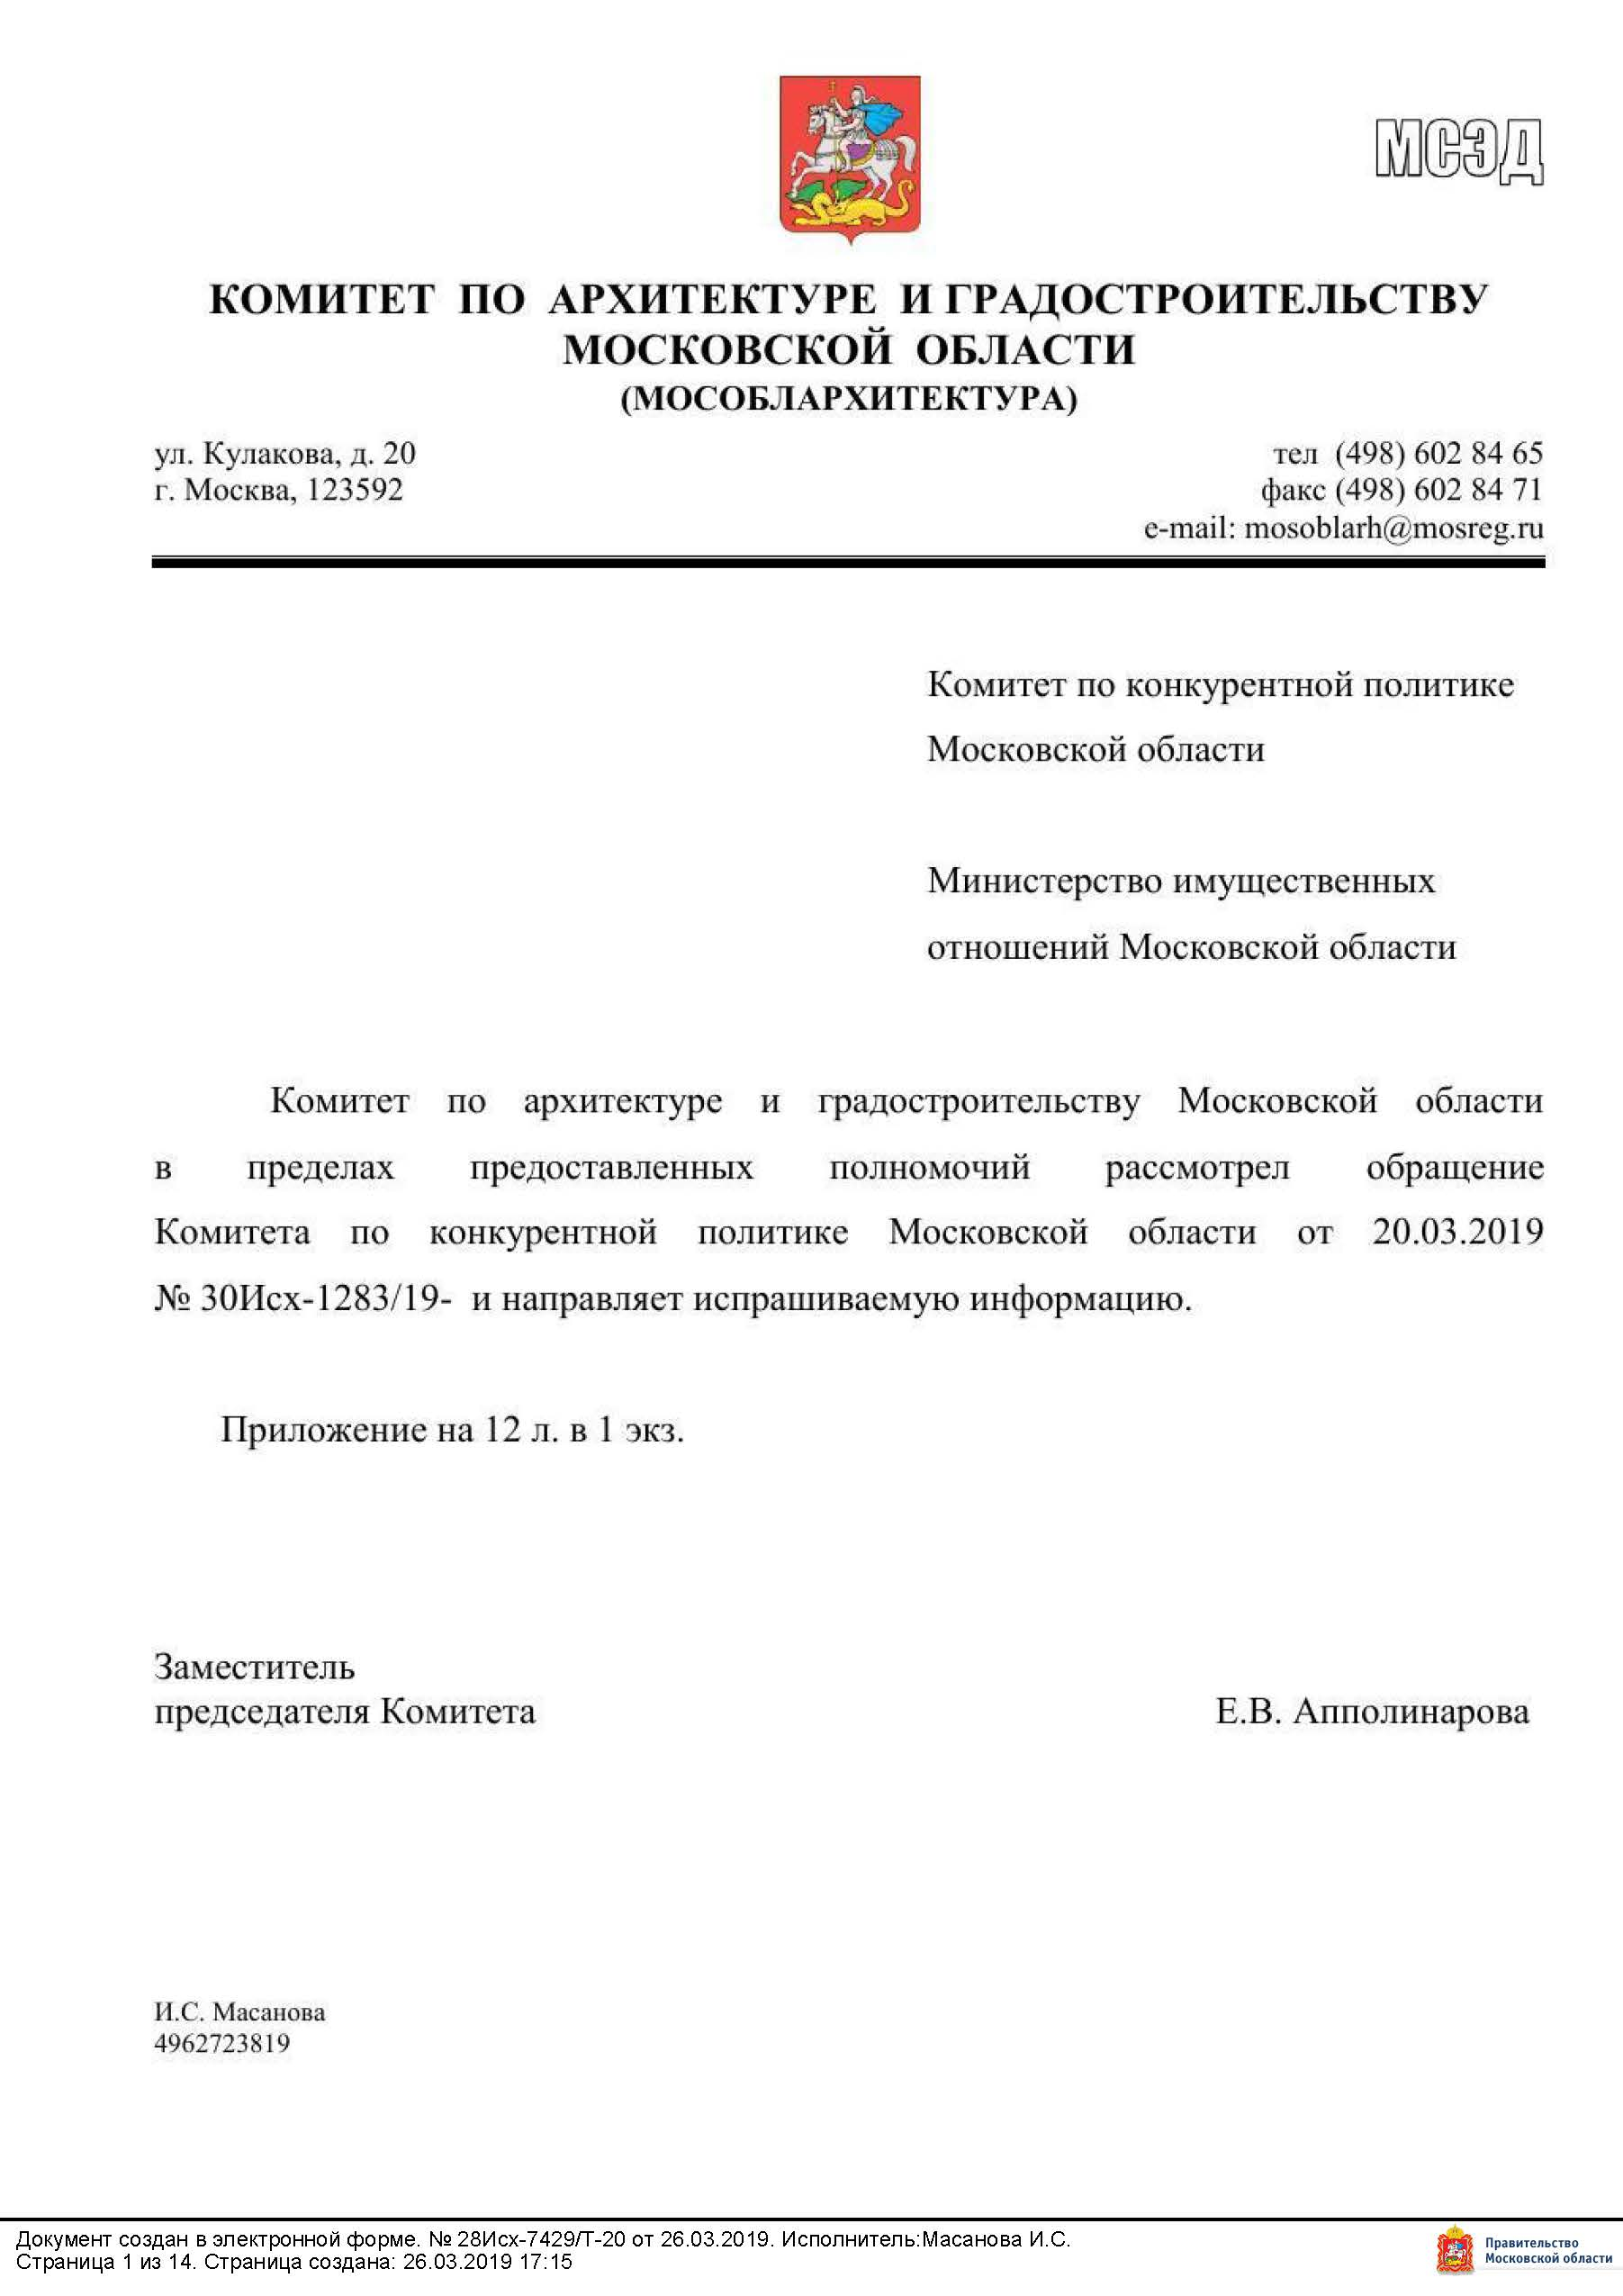 МСЭД
КОМИТЕТ ПО АРХИТЕКТУРЕ И ГРАДОСТРОИТЕЛЬСТВУ
МОСКОВСКОЙ ОБЛАСТИ
(МОСОБЛАРХИТЕКТУРА)
ул. Кулакова, д. 20
г. Москва, 123592
тел (498) 602 84 65
факс (498) 602 84 71
e-mail: mosoblarh@mosreg.ru
Комитет по конкурентной политике
Московской области
Министерство имущественных
отношений Московской области
Комитет по архитектуре и градостроительству Московской области
в пределах предоставленных полномочий рассмотрел обращение
Комитета по конкурентной политике Московской области от 20.03.2019
№ 30Исх-1283/19- и направляет испрашиваемую информацию.
Приложение на 12 л. в 1 экз.
Заместитель
председателя Комитета
Е.В. Апполинарова
И.С. Масанова
4962723819
Документ создан в электронной форме. № 28Исх-7429/Т-20 от 26.03.2019. Исполнитель:Масанова И.С.
Страница 1 из 14. Страница создана: 26.03.2019 17:15
Правительство
Московской области